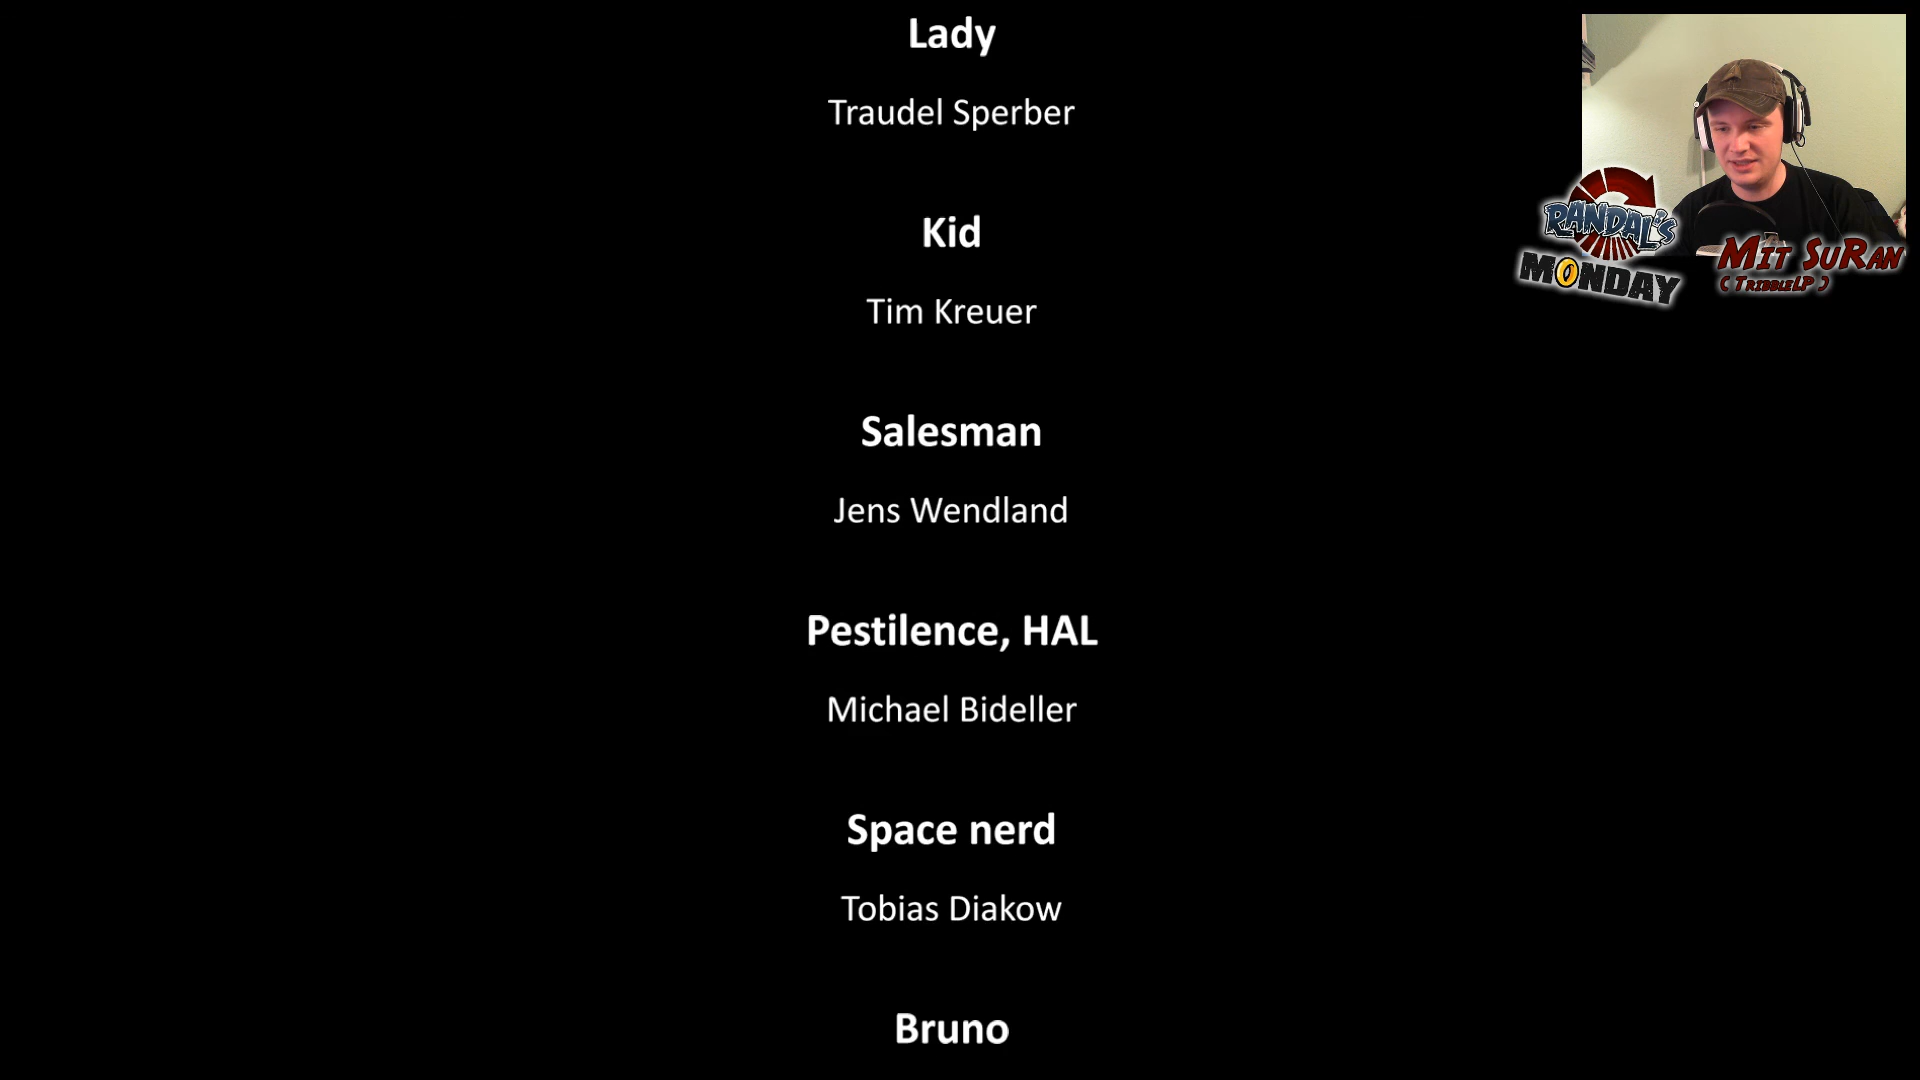 Lady
Traudel Sperber
Kid
Tim Kreuer
Salesman
Jens Wendland
Pestilence, HAL
Michael Bideller
Space nerd
Tobias Diakow
Bruno
RANDAL'S
MONDAY
MIT SURAN
( TRIBBLELP )